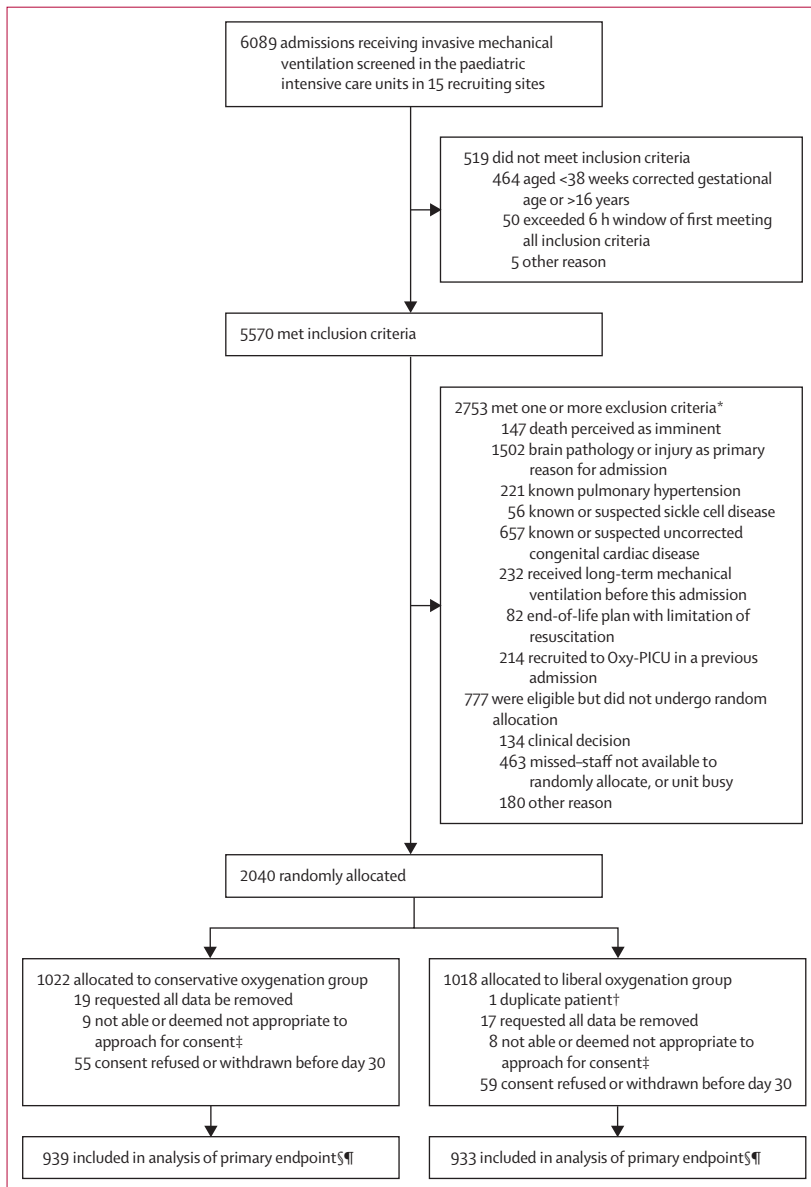 6089 admissions receiving invasive mechanical
ventilation screened in the paediatric
intensive care units in 15 recruiting sites
519 did not meet inclusion criteria
464 aged <38 weeks corrected gestational
age or >16 years
50 exceeded 6 h window of first meeting
all inclusion criteria
5 other reason
5570 met inclusion criteria
2753 met one or more exclusion criteria*
147 death perceived as imminent
1502 brain pathology or injury as primary
reason for admission
221 known pulmonary hypertension
56 known or suspected sickle cell disease
657 known or suspected uncorrected
congenital cardiac disease
232 received long-term mechanical
ventilation before this admission
82 end-of-life plan with limitation of
resuscitation
214 recruited to Oxy-PICU in a previous
admission
777 were eligible but did not undergo random
allocation
134 clinical decision
463 missed–staff not available to
randomly allocate, or unit busy
180 other reason
2040 randomly allocated
1022 allocated to conservative oxygenation group
19 requested all data be removed
9 not able or deemed not appropriate to
approach for consent‡
55 consent refused or withdrawn before day 30
1018 allocated to liberal oxygenation group
1 duplicate patient†
17 requested all data be removed
8 not able or deemed not appropriate to
approach for consent‡
59 consent refused or withdrawn before day 30
939 included in analysis of primary endpoint§¶
933 included in analysis of primary endpoint§¶